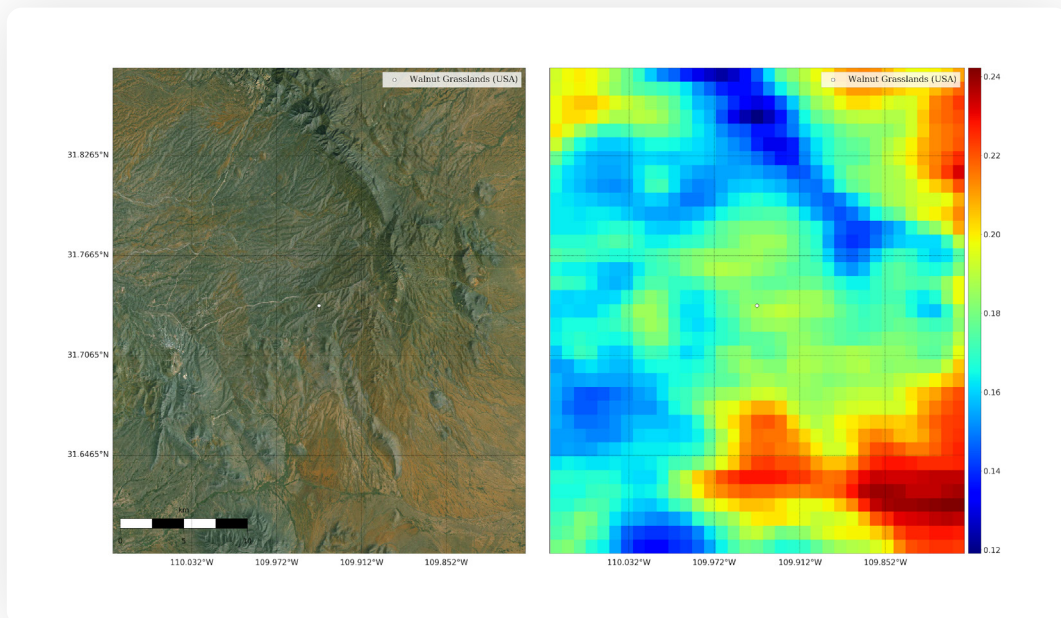 Walnut Grasslands (USA)
31.8265°N
31.7665°N
31.7065°N
31.6465°N
km
0 5 10
110.032°W 109.972°W 109.912°W 109.852°W
Walnut Grasslands (USA)
0.24
0.22
0.20
0.18
0.16
0.14
0.12
110.032°W 109.972°W 109.912°W 109.852°W